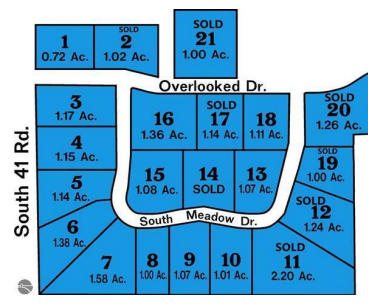 1
0.72 Ac.
SOLD
2
1.02 Ac.
SOLD
21
1.00 Ac.
Overlooked Dr.
3
1.17 Ac.
4
1.15 Ac.
5
1.14 Ac.
6
1.38 Ac.
7
1.58 Ac.
16
1.36 Ac.
SOLD
17
1.14 Ac.
18
1.11 Ac.
15
1.08 Ac.
14
SOLD
13
1.07 Ac.
SOLD
20
1.26 Ac.
SOLD
19
1.00 Ac.
SOLD
12
1.24 Ac.
South Meadow Dr.
8
1.00 Ac.
9
1.07 Ac.
10
1.01 Ac.
SOLD
11
2.20 Ac.
South 41 Rd.